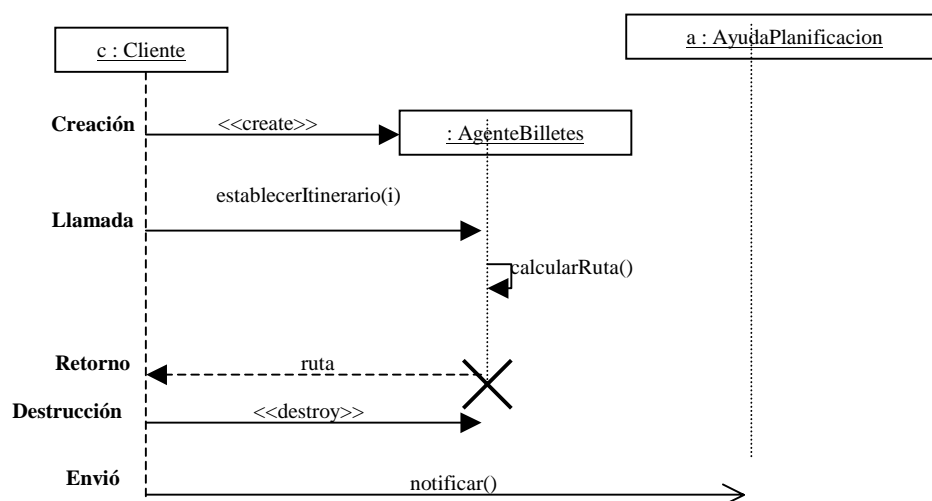 a : AyudaPlanificacion
c : Cliente
Creación
<<create>>
: AgenteBilletes
establecerItinerario(i)
Llamada
calcularRuta()
Retorno
ruta
Destrucción
<<destroy>>
Envió
notificar()